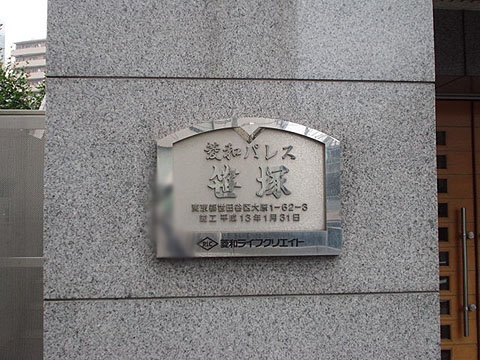 菱和パレス
笹塚
東京都世田谷区大原1-62-3
竣工 平成13年1月31日
RLC 菱和ライフクリエイト